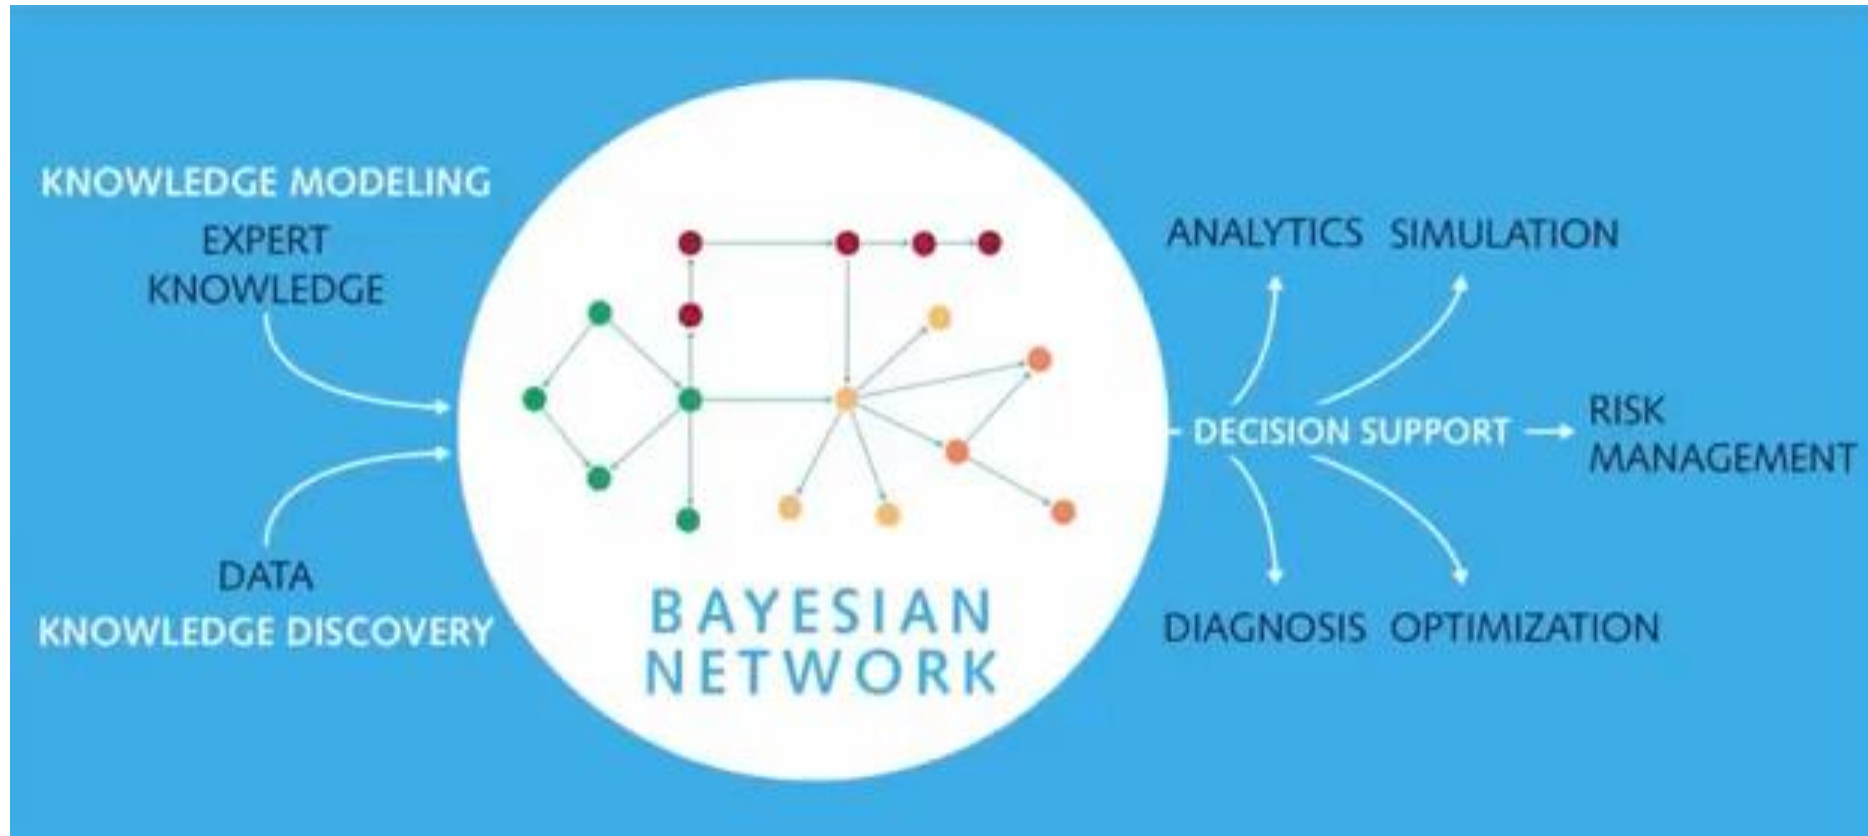 KNOWLEDGE MODELING
EXPERT
KNOWLEDGE
DATA
KNOWLEDGE DISCOVERY
BAYESIAN
NETWORK
ANALYTICS SIMULATION
DECISION SUPPORT
RISK
MANAGEMENT
DIAGNOSIS OPTIMIZATION